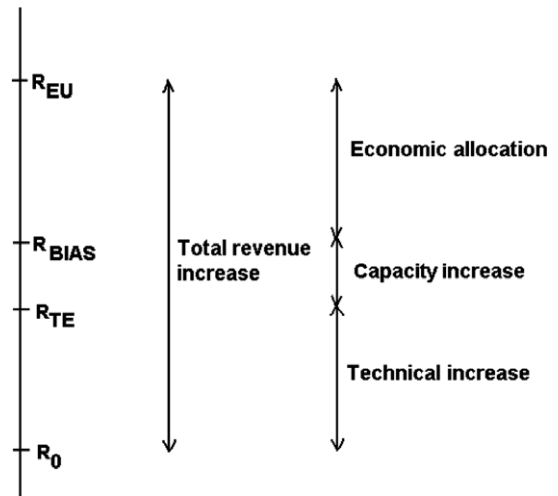 R_EU
Economic allocation
R_BIAS
Total revenue
increase
Capacity increase
R_TE
Technical increase
R_0